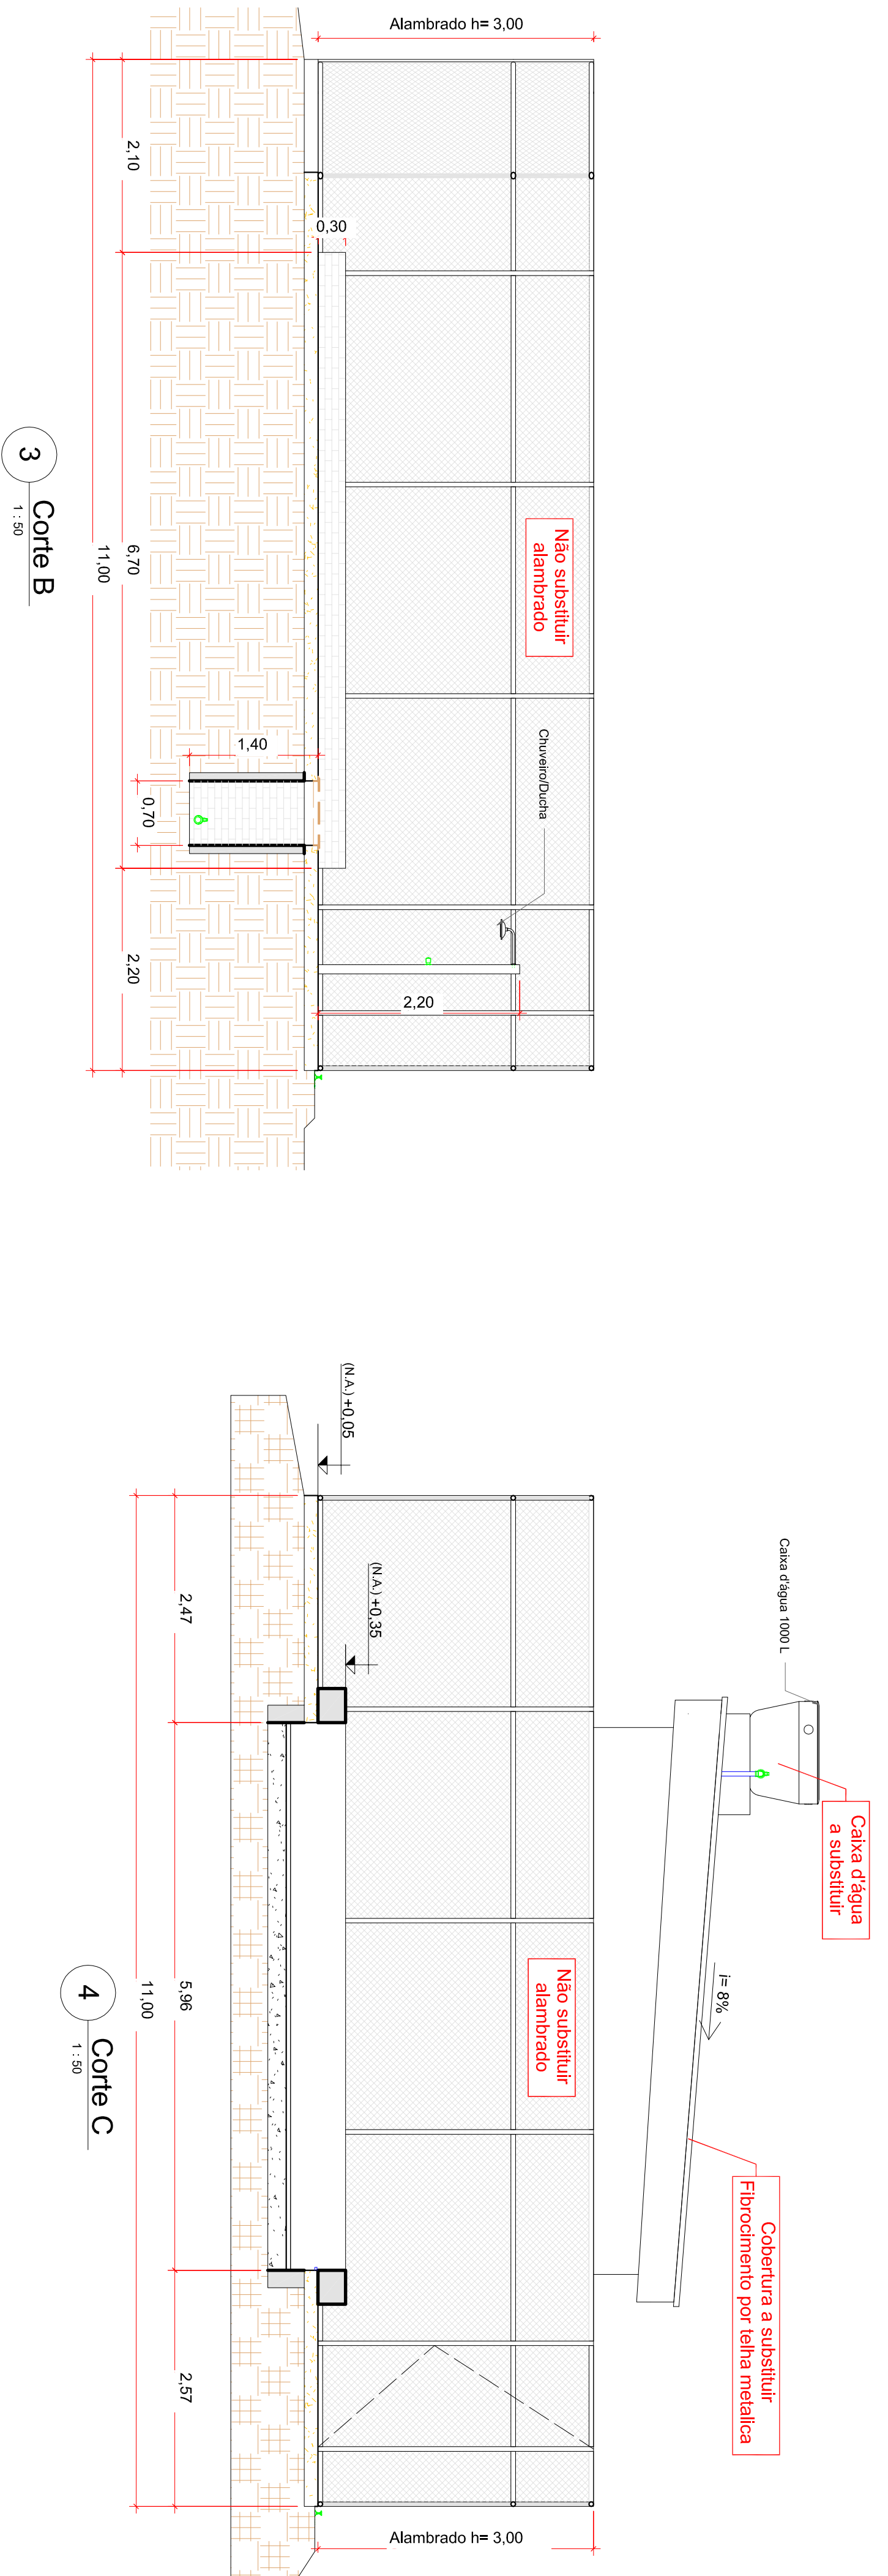 Alambrado h= 3,00
0,30
Não substituir
alambrado
Chuveiro/Ducha
2,20
1,40
0,70
2,10
6,70
2,20
11,00
3
Corte B
1 : 50
Caixa d'água 1000 L
Caixa d'água
a substituir
i= 8%
Cobertura a substituir
Fibrocimento por telha metalica
(N.A.) +0,05
(N.A.) +0,35
Não substituir
alambrado
Alambrado h= 3,00
2,47
5,96
2,57
11,00
4
Corte C
1 : 50